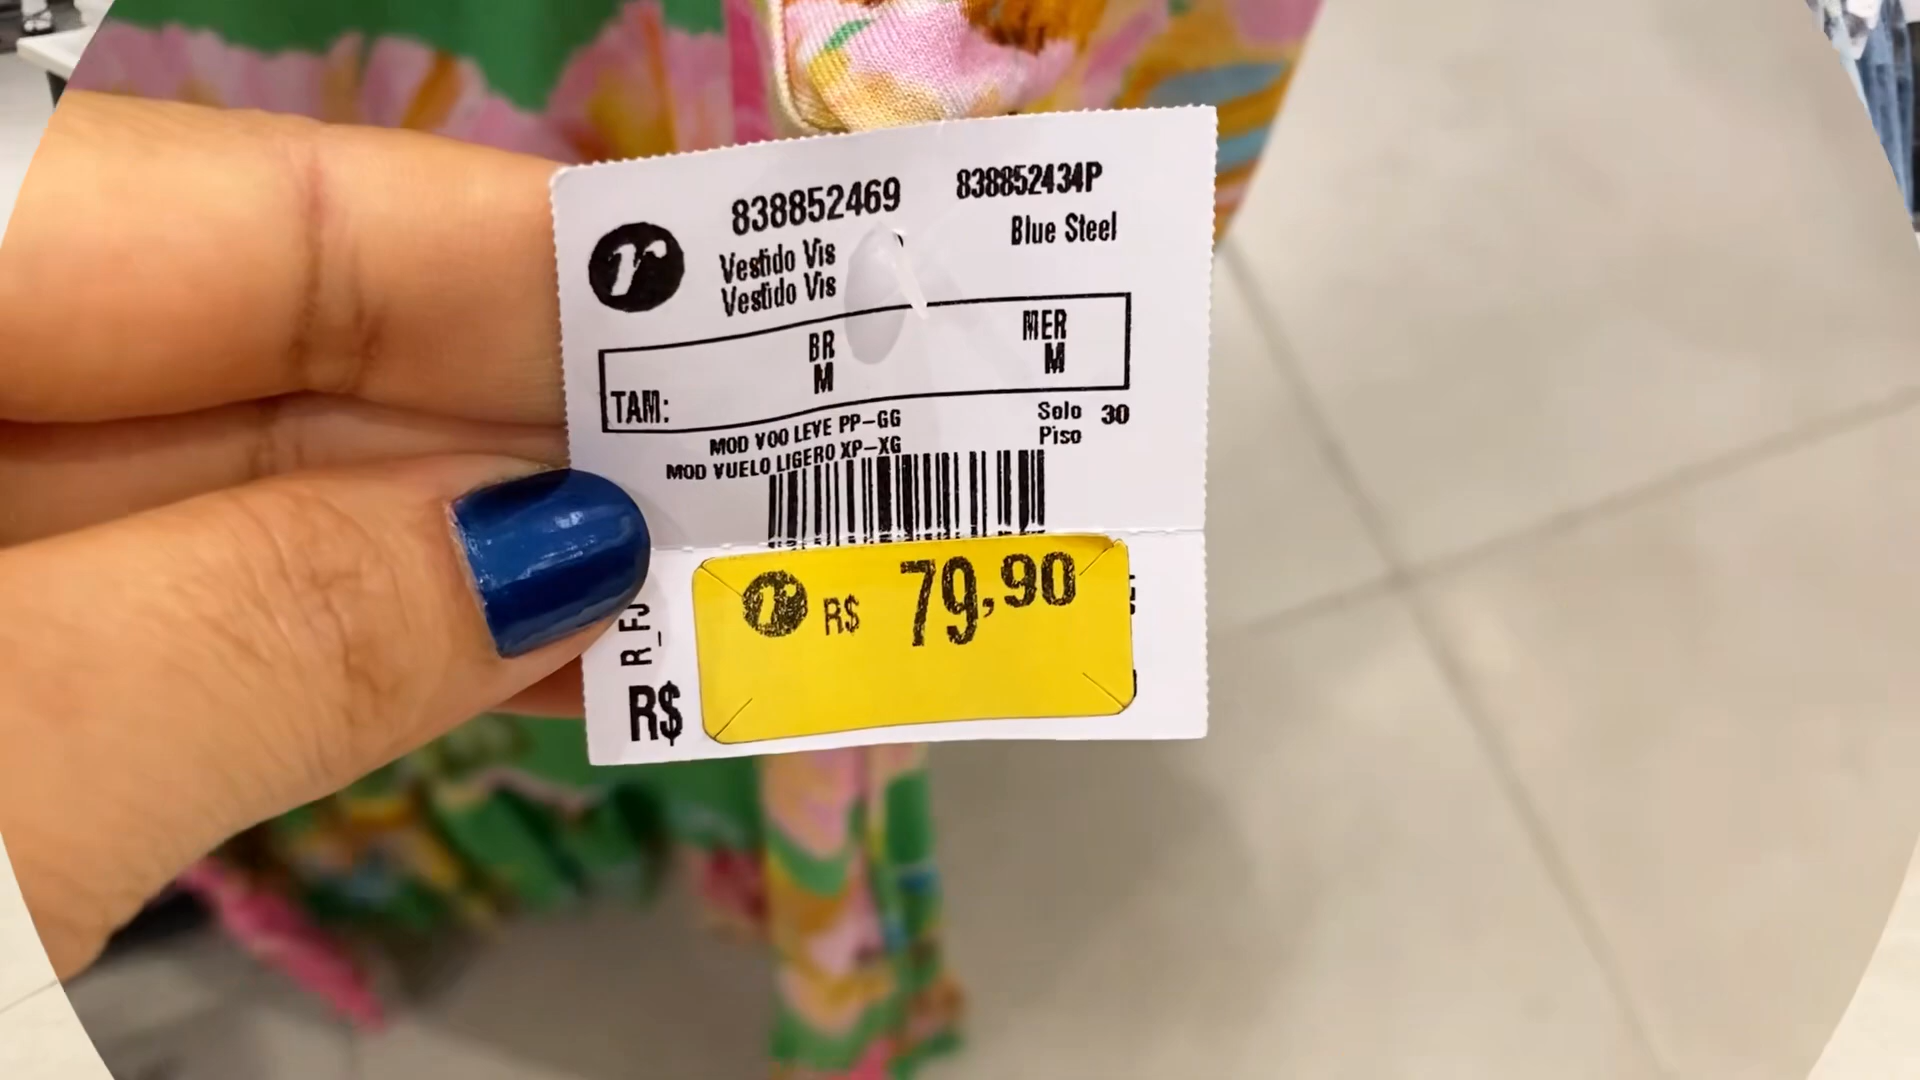 838852469 838852434P
r
Blue Steel
Vestido Vis
Vestido Vis
BR MER
M M
TAM:
MOD VOO LEVE PP-GG
MOD VUELO LIGERO XP-XG
Solo 30
Piso
r R$ 79,90
R_FJ
R$